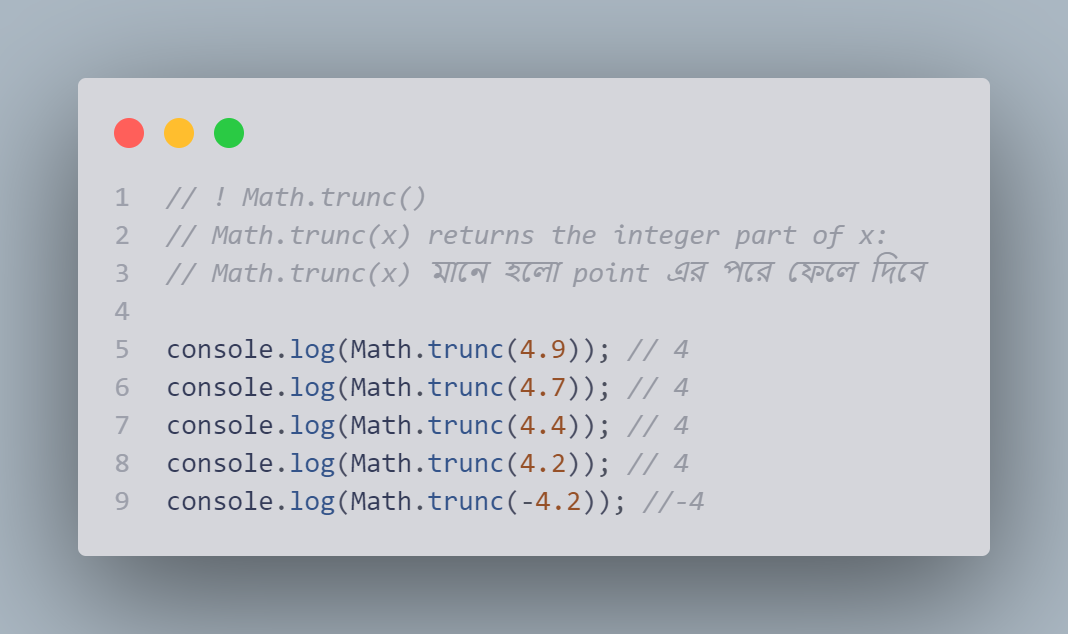 1 // ! Math.trunc()
2 // Math.trunc(x) returns the integer part of x:
3 // Math.trunc(x) মানে হলো point এর পরে ফেলে দিবে
4
5 console.log(Math.trunc(4.9)); // 4
6 console.log(Math.trunc(4.7)); // 4
7 console.log(Math.trunc(4.4)); // 4
8 console.log(Math.trunc(4.2)); // 4
9 console.log(Math.trunc(-4.2)); //-4